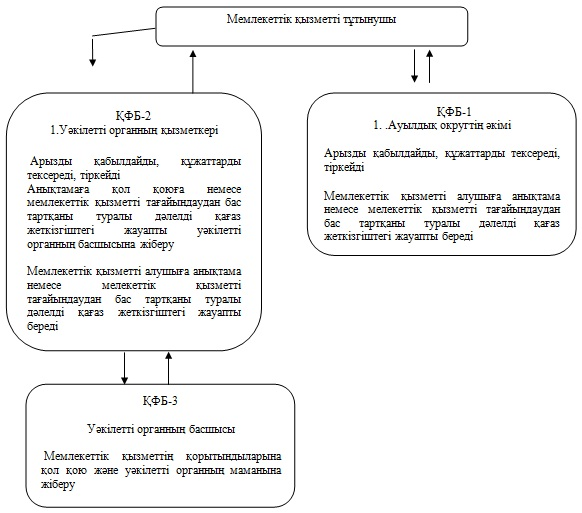 Мемлекеттік қызметті тұтынушы
ҚФБ-2
1.Уәкілетті органның қызметкері
Арызды қабылдайды, құжаттарды
тексереді, тіркейді
Анықтамаға қол қоюға немесе
мемлекеттік қызметті тағайындаудан бас
тартқаны туралы дәлелді қағаз
жеткізгіштегі жауапты уәкілетті
органның басшысына жіберу
Мемлекеттік қызметті алушыға анықтама
немесе мелекеттік қызметті
тағайындаудан бас тартқаны туралы
дәлелді қағаз жеткізгіштегі жауапты
береді
ҚФБ-1
1. .Ауылдық округтің әкімі
Арызды қабылдайды, құжаттарды тексереді,
тіркейді
Мемлекеттік қызметті алушыға анықтама
немесе мелекеттік қызметті тағайындаудан
бас тартқаны туралы дәлелді қағаз
жеткізгіштегі жауапты береді
ҚФБ-3
Уәкілетті органның басшысы
Мемлекеттік қызметтің қорытындыларына
қол қою және уәкілетті органның маманына
жіберу